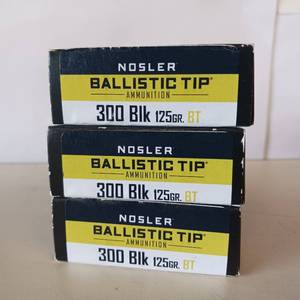 NOSLER
BALLISTIC TIP®
AMMUNITION
300 Blk 125GR. BT
NOSLER
BALLISTIC TIP®
AMMUNITION
300 Blk 125GR. BT
NOSLER
BALLISTIC TIP®
AMMUNITION
300 Blk 125GR. BT